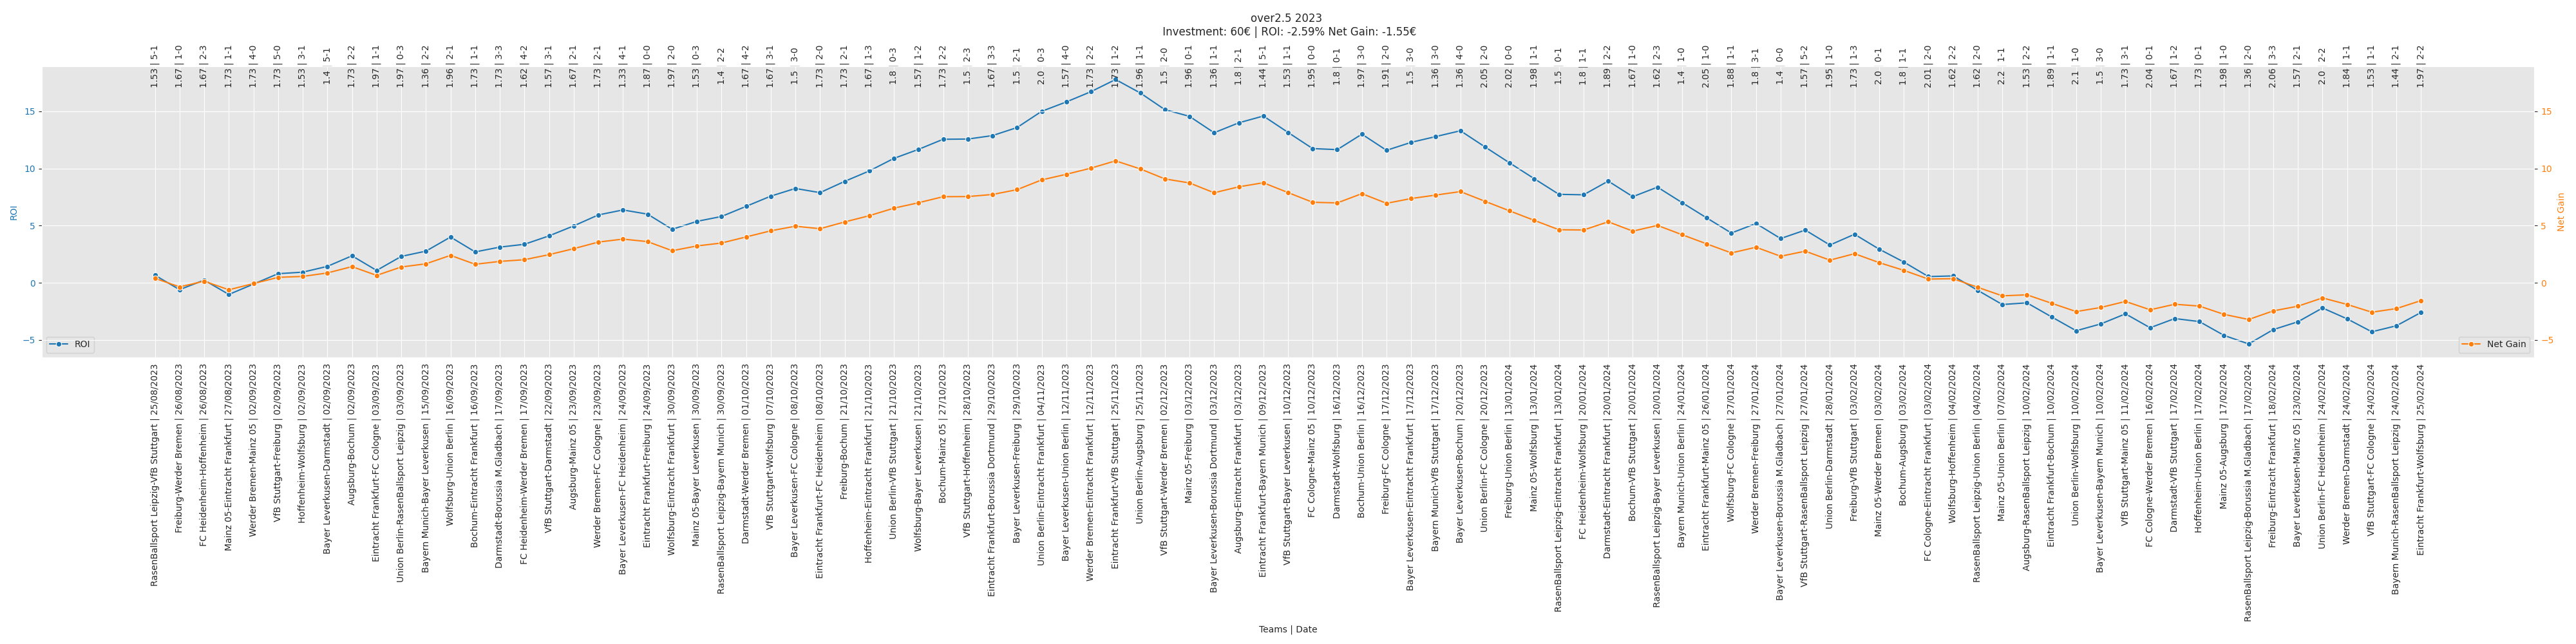 over2.5 2023
Investment: 60€ | ROI: -2.59% Net Gain: -1.55€
1.53 | 5-1
1.67 | 1-0
1.67 | 2-3
1.73 | 1-1
1.73 | 4-0
1.73 | 5-0
1.53 | 3-1
1.4 | 5-1
1.73 | 2-2
1.97 | 1-1
1.97 | 0-3
1.36 | 2-2
1.96 | 2-1
1.73 | 1-1
1.73 | 3-3
1.62 | 4-2
1.57 | 3-1
1.67 | 2-1
1.73 | 2-1
1.33 | 4-1
1.87 | 0-0
1.97 | 2-0
1.53 | 0-3
1.4 | 2-2
1.67 | 4-2
1.67 | 3-1
1.5 | 3-0
1.73 | 2-0
1.73 | 2-1
1.67 | 1-3
1.8 | 0-3
1.57 | 1-2
1.73 | 2-2
1.5 | 2-3
1.67 | 3-3
1.5 | 2-1
2.0 | 0-3
1.57 | 4-0
1.73 | 2-2
1.73 | 1-2
1.96 | 1-1
1.5 | 2-0
1.96 | 0-1
1.36 | 1-1
1.8 | 2-1
1.44 | 5-1
1.53 | 1-1
1.95 | 0-0
1.8 | 0-1
1.97 | 3-0
1.91 | 2-0
1.5 | 3-0
1.36 | 3-0
1.36 | 4-0
2.05 | 2-0
2.02 | 0-0
1.98 | 1-1
1.5 | 0-1
1.8 | 1-1
1.89 | 2-2
1.67 | 1-0
1.62 | 2-3
1.4 | 1-0
2.05 | 1-0
1.88 | 1-1
1.8 | 3-1
1.4 | 0-0
1.57 | 5-2
1.95 | 1-0
1.73 | 1-3
2.0 | 0-1
1.8 | 1-1
2.01 | 2-0
1.62 | 2-2
1.62 | 2-0
2.2 | 1-1
1.53 | 2-2
1.89 | 1-1
2.1 | 1-0
1.5 | 3-0
1.73 | 3-1
2.04 | 0-1
1.67 | 1-2
1.73 | 0-1
1.98 | 1-0
1.36 | 2-0
2.06 | 3-3
1.57 | 2-1
2.0 | 2-2
1.84 | 1-1
1.53 | 1-1
1.44 | 2-1
1.97 | 2-2
15
10
5
0
−5
ROI
15
10
5
0
−5
Net Gain
ROI
Net Gain
RasenBallsport Leipzig-VfB Stuttgart | 25/08/2023
Freiburg-Werder Bremen | 26/08/2023
FC Heidenheim-Hoffenheim | 26/08/2023
Mainz 05-Eintracht Frankfurt | 27/08/2023
Werder Bremen-Mainz 05 | 02/09/2023
VfB Stuttgart-Freiburg | 02/09/2023
Hoffenheim-Wolfsburg | 02/09/2023
Bayer Leverkusen-Darmstadt | 02/09/2023
Augsburg-Bochum | 02/09/2023
Eintracht Frankfurt-FC Cologne | 03/09/2023
Union Berlin-RasenBallsport Leipzig | 03/09/2023
Bayern Munich-Bayer Leverkusen | 15/09/2023
Wolfsburg-Union Berlin | 16/09/2023
Bochum-Eintracht Frankfurt | 16/09/2023
Darmstadt-Borussia M.Gladbach | 17/09/2023
FC Heidenheim-Werder Bremen | 17/09/2023
VfB Stuttgart-Darmstadt | 22/09/2023
Augsburg-Mainz 05 | 23/09/2023
Werder Bremen-FC Cologne | 23/09/2023
Bayer Leverkusen-FC Heidenheim | 24/09/2023
Eintracht Frankfurt-Freiburg | 24/09/2023
Wolfsburg-Eintracht Frankfurt | 30/09/2023
Mainz 05-Bayer Leverkusen | 30/09/2023
RasenBallsport Leipzig-Bayern Munich | 30/09/2023
Darmstadt-Werder Bremen | 01/10/2023
VfB Stuttgart-Wolfsburg | 07/10/2023
Bayer Leverkusen-FC Cologne | 08/10/2023
Eintracht Frankfurt-FC Heidenheim | 08/10/2023
Freiburg-Bochum | 21/10/2023
Hoffenheim-Eintracht Frankfurt | 21/10/2023
Union Berlin-VfB Stuttgart | 21/10/2023
Wolfsburg-Bayer Leverkusen | 21/10/2023
Bochum-Mainz 05 | 27/10/2023
VfB Stuttgart-Hoffenheim | 28/10/2023
Eintracht Frankfurt-Borussia Dortmund | 29/10/2023
Bayer Leverkusen-Freiburg | 29/10/2023
Union Berlin-Eintracht Frankfurt | 04/11/2023
Bayer Leverkusen-Union Berlin | 12/11/2023
Werder Bremen-Eintracht Frankfurt | 12/11/2023
Eintracht Frankfurt-VfB Stuttgart | 25/11/2023
Union Berlin-Augsburg | 25/11/2023
VfB Stuttgart-Werder Bremen | 02/12/2023
Mainz 05-Freiburg | 03/12/2023
Bayer Leverkusen-Borussia Dortmund | 03/12/2023
Augsburg-Eintracht Frankfurt | 03/12/2023
Eintracht Frankfurt-Bayern Munich | 09/12/2023
VfB Stuttgart-Bayer Leverkusen | 10/12/2023
FC Cologne-Mainz 05 | 10/12/2023
Darmstadt-Wolfsburg | 16/12/2023
Bochum-Union Berlin | 16/12/2023
Freiburg-FC Cologne | 17/12/2023
Bayer Leverkusen-Eintracht Frankfurt | 17/12/2023
Bayern Munich-VfB Stuttgart | 17/12/2023
Bayer Leverkusen-Bochum | 20/12/2023
Union Berlin-FC Cologne | 20/12/2023
Freiburg-Union Berlin | 13/01/2024
Mainz 05-Wolfsburg | 13/01/2024
RasenBallsport Leipzig-Eintracht Frankfurt | 13/01/2024
FC Heidenheim-Wolfsburg | 20/01/2024
Darmstadt-Eintracht Frankfurt | 20/01/2024
Bochum-VfB Stuttgart | 20/01/2024
RasenBallsport Leipzig-Bayer Leverkusen | 20/01/2024
Bayern Munich-Union Berlin | 24/01/2024
Eintracht Frankfurt-Mainz 05 | 26/01/2024
Wolfsburg-FC Cologne | 27/01/2024
Werder Bremen-Freiburg | 27/01/2024
Bayer Leverkusen-Borussia M.Gladbach | 27/01/2024
VfB Stuttgart-RasenBallsport Leipzig | 27/01/2024
Union Berlin-Darmstadt | 28/01/2024
Freiburg-VfB Stuttgart | 03/02/2024
Mainz 05-Werder Bremen | 03/02/2024
Bochum-Augsburg | 03/02/2024
FC Cologne-Eintracht Frankfurt | 03/02/2024
Wolfsburg-Hoffenheim | 04/02/2024
RasenBallsport Leipzig-Union Berlin | 04/02/2024
Mainz 05-Union Berlin | 07/02/2024
Augsburg-RasenBallsport Leipzig | 10/02/2024
Eintracht Frankfurt-Bochum | 10/02/2024
Union Berlin-Wolfsburg | 10/02/2024
Bayer Leverkusen-Bayern Munich | 10/02/2024
VfB Stuttgart-Mainz 05 | 11/02/2024
FC Cologne-Werder Bremen | 16/02/2024
Darmstadt-VfB Stuttgart | 17/02/2024
Hoffenheim-Union Berlin | 17/02/2024
Mainz 05-Augsburg | 17/02/2024
RasenBallsport Leipzig-Borussia M.Gladbach | 17/02/2024
Freiburg-Eintracht Frankfurt | 18/02/2024
Bayer Leverkusen-Mainz 05 | 23/02/2024
Union Berlin-FC Heidenheim | 24/02/2024
Werder Bremen-Darmstadt | 24/02/2024
VfB Stuttgart-FC Cologne | 24/02/2024
Bayern Munich-RasenBallsport Leipzig | 24/02/2024
Eintracht Frankfurt-Wolfsburg | 25/02/2024
Teams | Date